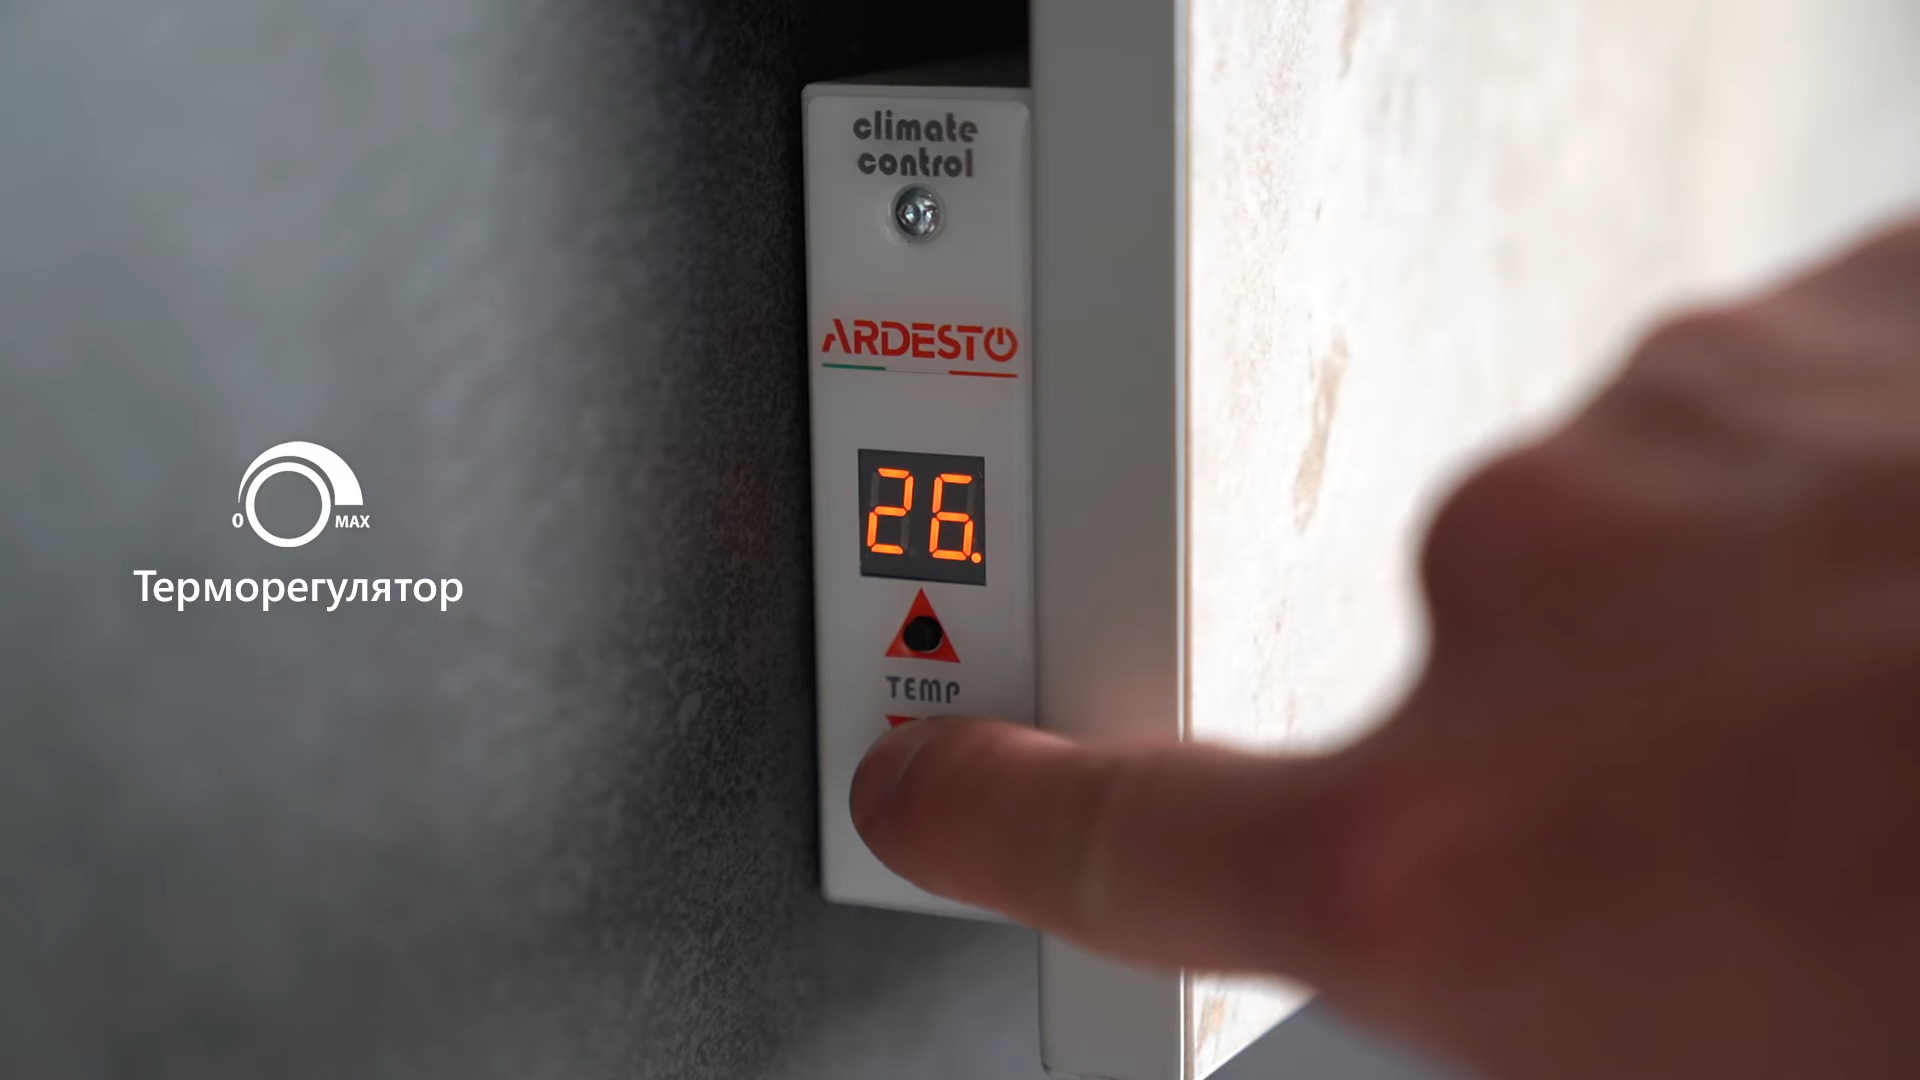 climate
control
ARDESTO
26.
TEMP
0 MAX
Терморегулятор